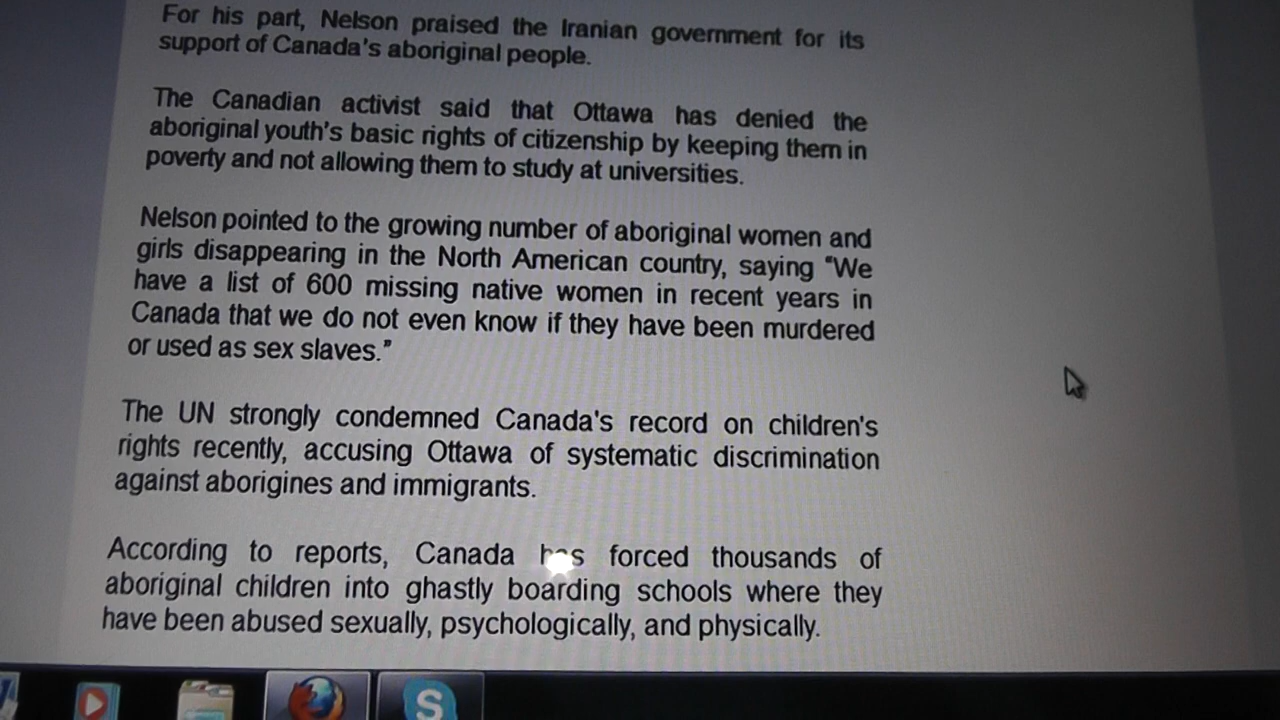 For his part, Nelson praised the Iranian government for its
support of Canada's aboriginal people.
The Canadian activist said that Ottawa has denied the
aboriginal youth's basic rights of citizenship by keeping them in
poverty and not allowing them to study at universities.
Nelson pointed to the growing number of aboriginal women and
girls disappearing in the North American country, saying “We
have a list of 600 missing native women in recent years in
Canada that we do not even know if they have been murdered
or used as sex slaves.”
The UN strongly condemned Canada's record on children's
rights recently, accusing Ottawa of systematic discrimination
against aborigines and immigrants.
According to reports, Canada has forced thousands of
aboriginal children into ghastly boarding schools where they
have been abused sexually, psychologically, and physically.
S